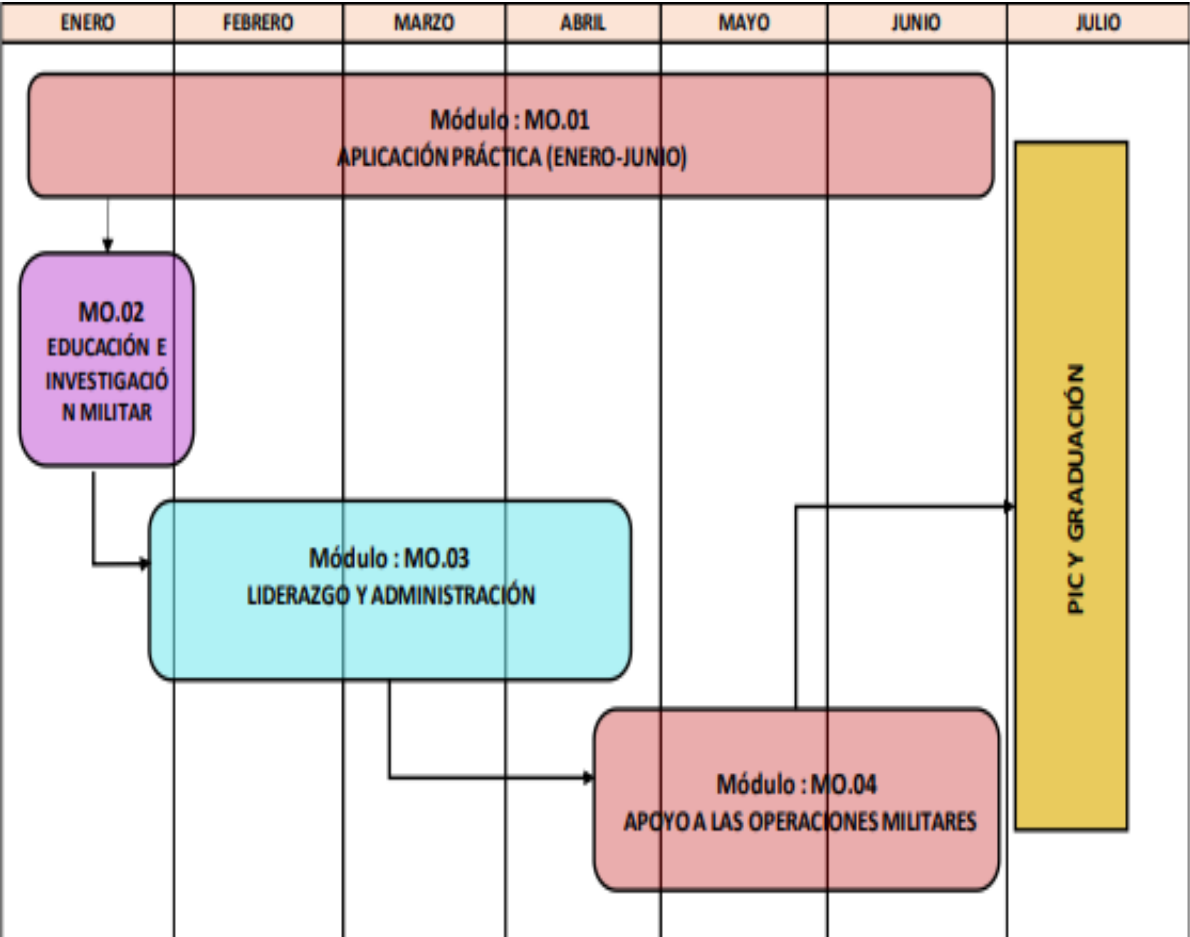 ENERO FEBRERO MARZO ABRIL MAYO JUNIO JULIO
Módulo : MO.01
APLICACIÓN PRÁCTICA (ENERO-JUNIO)
MO.02
EDUCACIÓN E
INVESTIGACIÓ
N MILITAR
Módulo : MO.03
LIDERAZGO Y ADMINISTRACIÓN
Módulo : MO.04
APOYO A LAS OPERACIONES MILITARES
PIC Y GRADUACIÓN